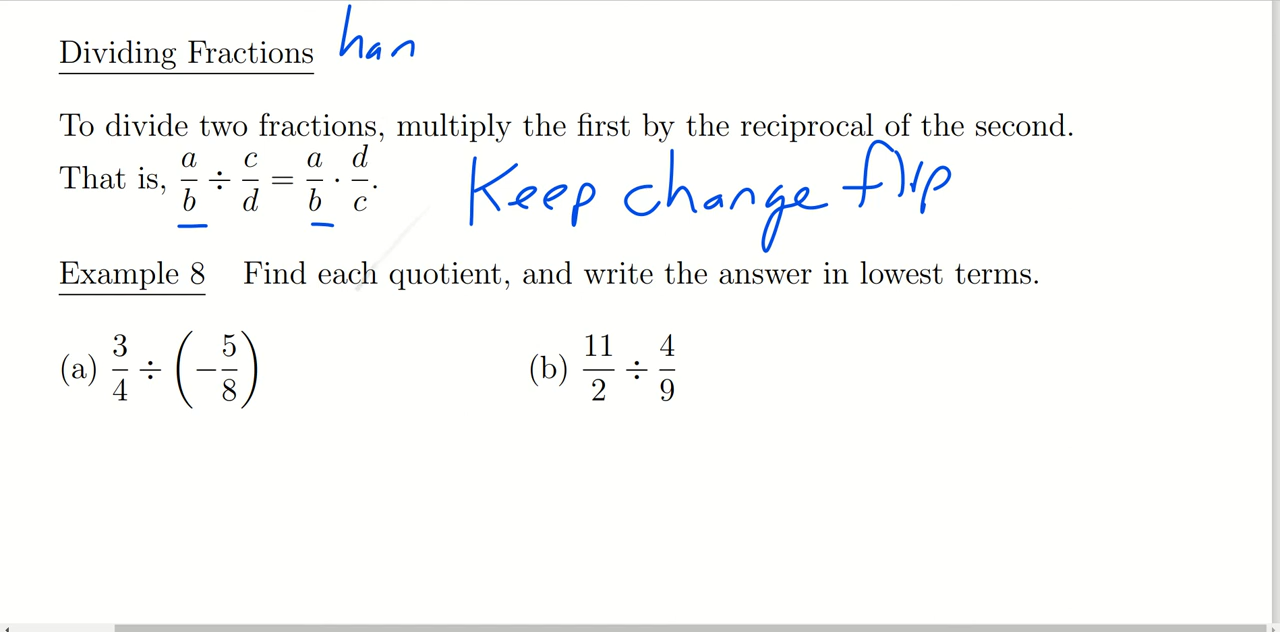 Dividing Fractions han
To divide two fractions, multiply the first by the reciprocal of the second.
That is, a/b ÷ c/d = a/b · d/c. Keep change flip
Example 8 Find each quotient, and write the answer in lowest terms.
(a) 3/4 ÷ (−5/8) (b) 11/2 ÷ 4/9